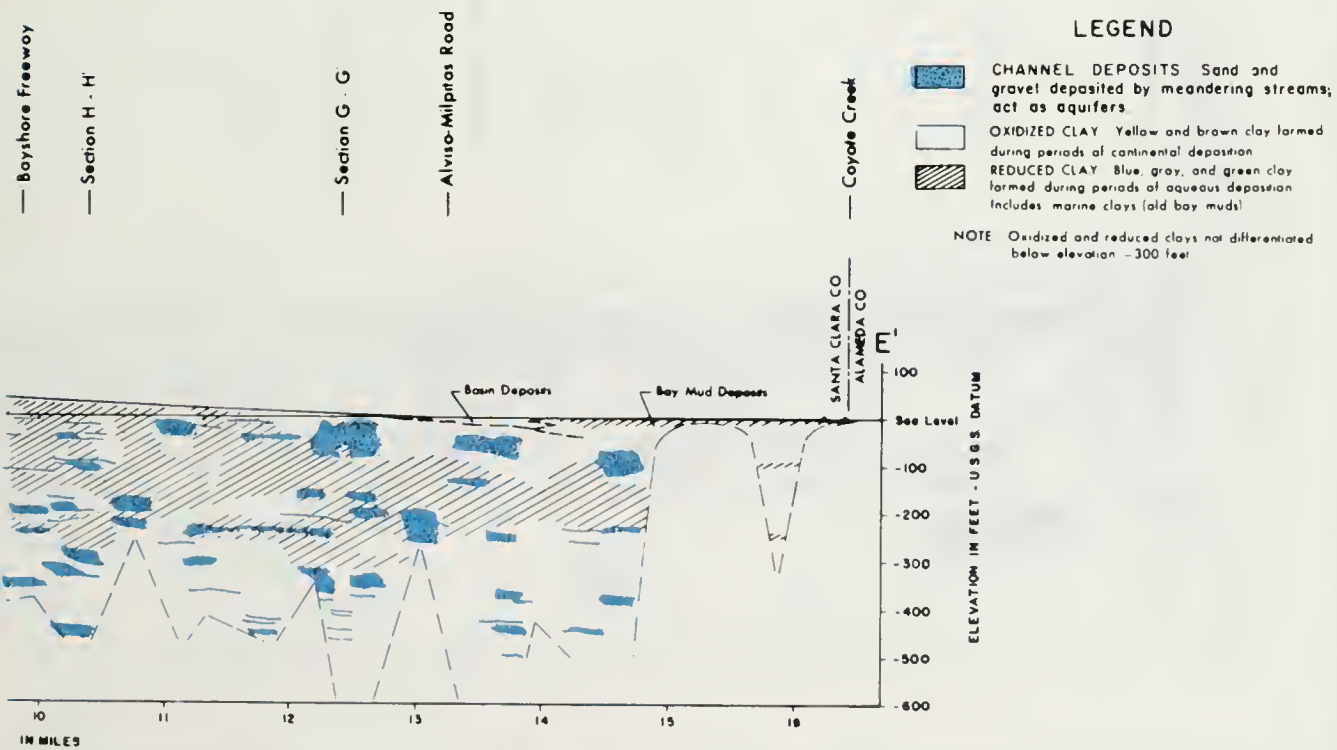 Bayshore Freeway
Section H - H'
Section G - G'
Alviso-Milpitas Road
Coyote Creek
LEGEND
CHANNEL DEPOSITS Sand and
gravel deposited by meandering streams;
act as aquifers
OXIDIZED CLAY Yellow and brown clay formed
during periods of continental deposition
REDUCED CLAY Blue, gray, and green clay
formed during periods of aqueous deposition
Includes marine clays (old bay muds)
NOTE Oxidized and reduced clays not differentiated
below elevation -300 feet
SANTA CLARA CO
ALAMEDA CO
E'
Basin Deposits
Bay Mud Deposits
100
Sea Level
-100
-200
-300
-400
-500
-600
ELEVATION IN FEET - U S G S DATUM
10 11 12 13 14 15 16
IN MILES